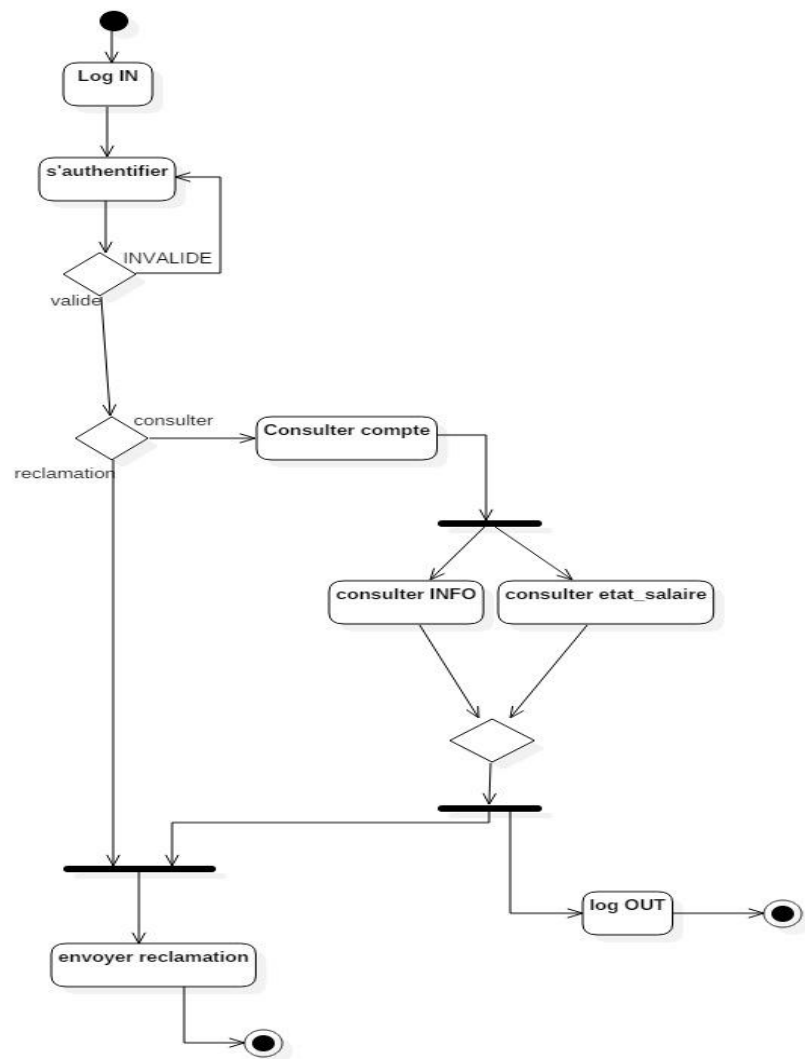 Log IN
s'authentifier
INVALIDE
valide
consulter
Consulter compte
reclamation
consulter INFO
consulter etat_salaire
log OUT
envoyer reclamation